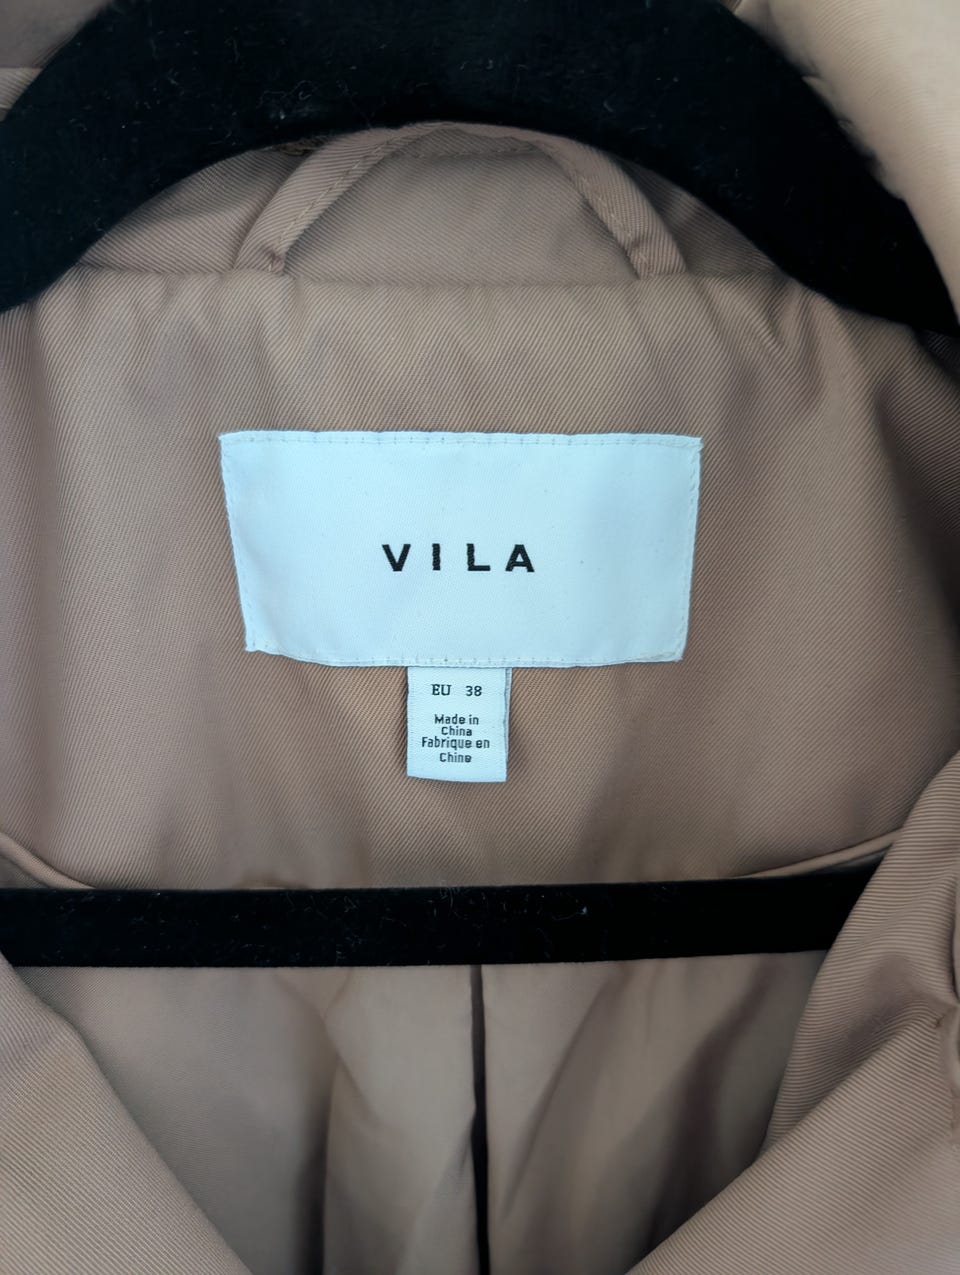 VILA
EU 38
Made in
China
Fabrique en
Chine